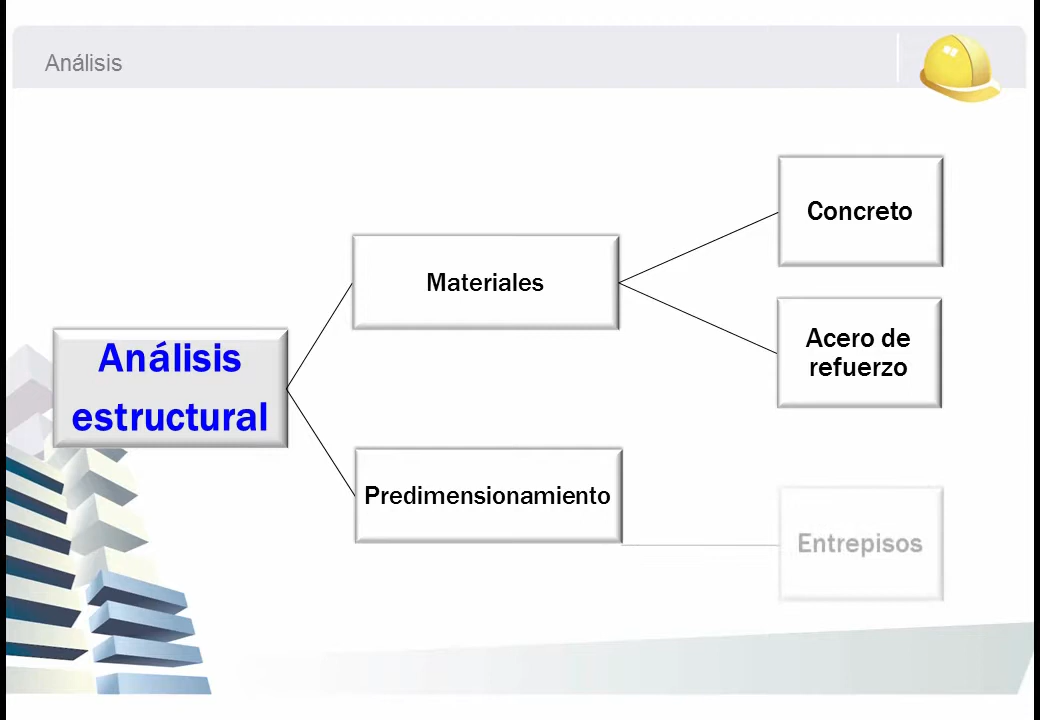 Análisis
Análisis
estructural
Materiales
Concreto
Acero de
refuerzo
Predimensionamiento
Entrepisos